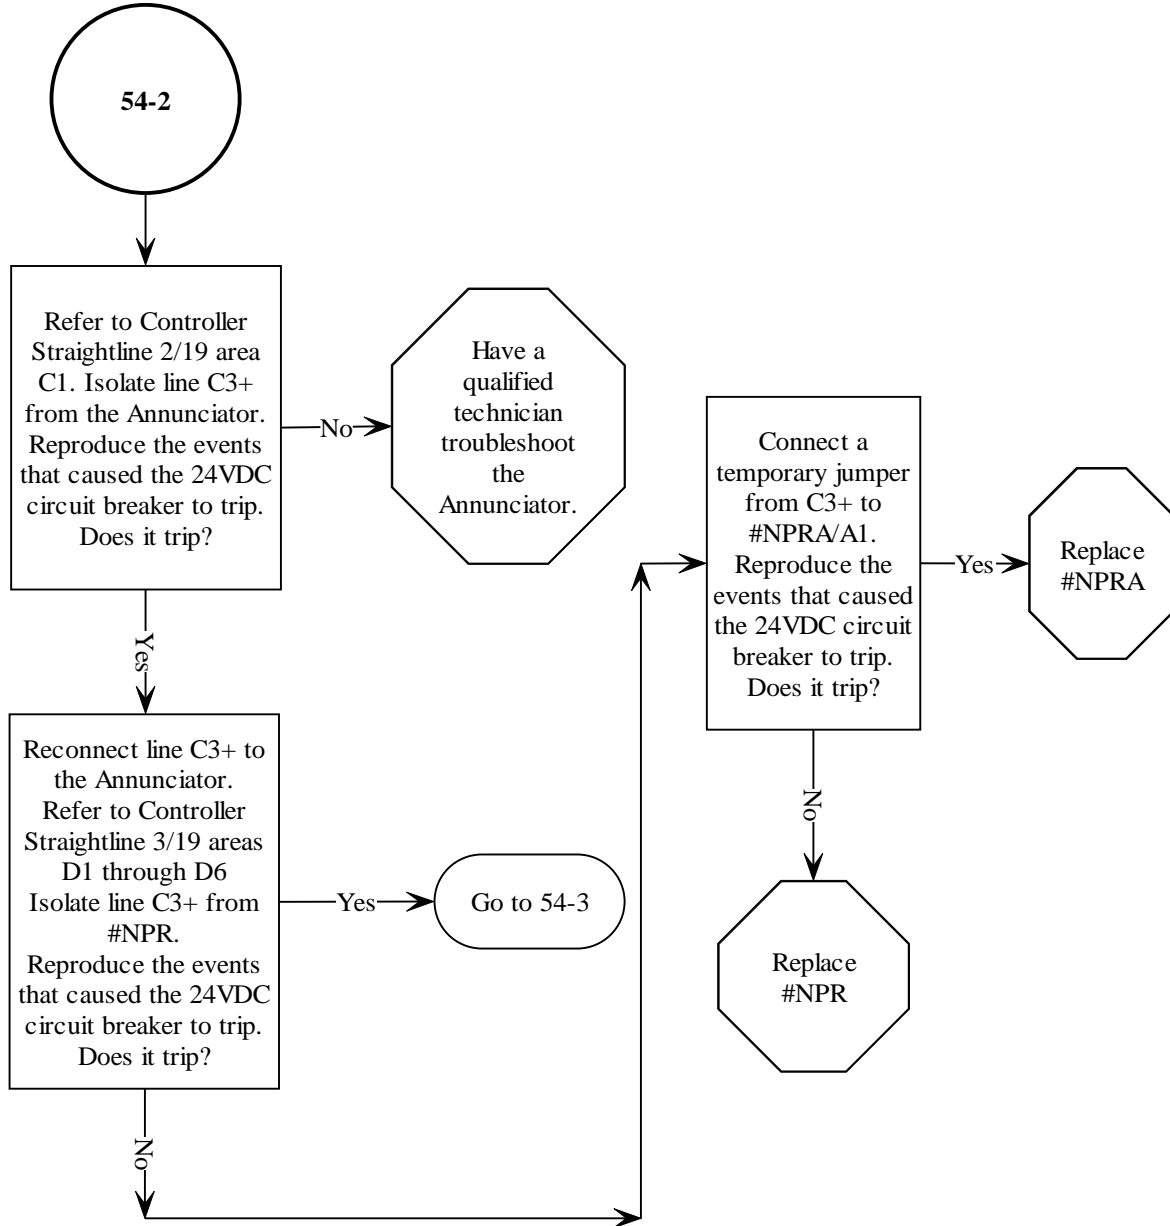 54-2
Refer to Controller
Straightline 2/19 area
C1. Isolate line C3+
from the Annunciator.
Reproduce the events
that caused the 24VDC
circuit breaker to trip.
Does it trip?
No
Have a
qualified
technician
troubleshoot
the
Annunciator.
Yes
Reconnect line C3+ to
the Annunciator.
Refer to Controller
Straightline 3/19 areas
D1 through D6
Isolate line C3+ from
#NPR.
Reproduce the events
that caused the 24VDC
circuit breaker to trip.
Does it trip?
Yes
Go to 54-3
No
Connect a
temporary jumper
from C3+ to
#NPRA/A1.
Reproduce the
events that caused
the 24VDC circuit
breaker to trip.
Does it trip?
Yes
Replace
#NPRA
No
Replace
#NPR